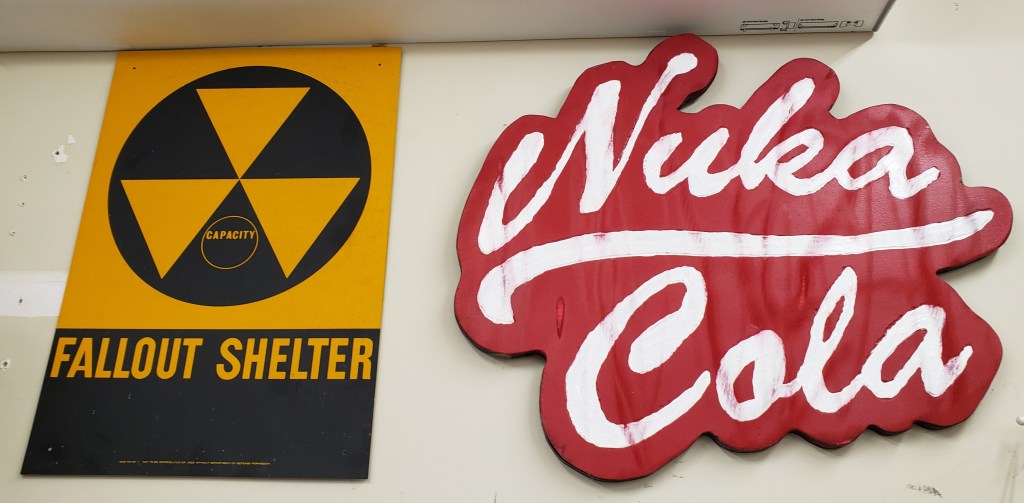 CAPACITY
FALLOUT SHELTER
Nuka
Cola